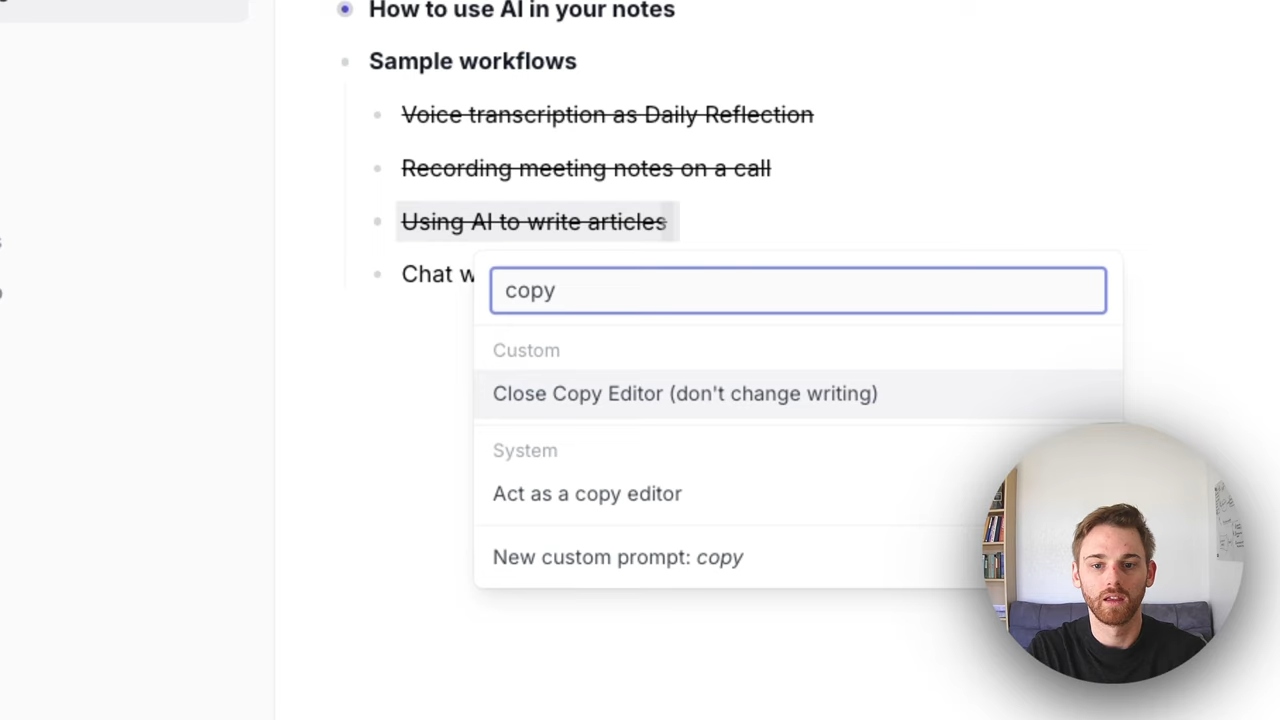 How to use AI in your notes
Sample workflows
Voice transcription as Daily Reflection
Recording meeting notes on a call
Using AI to write articles
Chat w
copy
Custom
Close Copy Editor (don't change writing)
System
Act as a copy editor
New custom prompt: copy